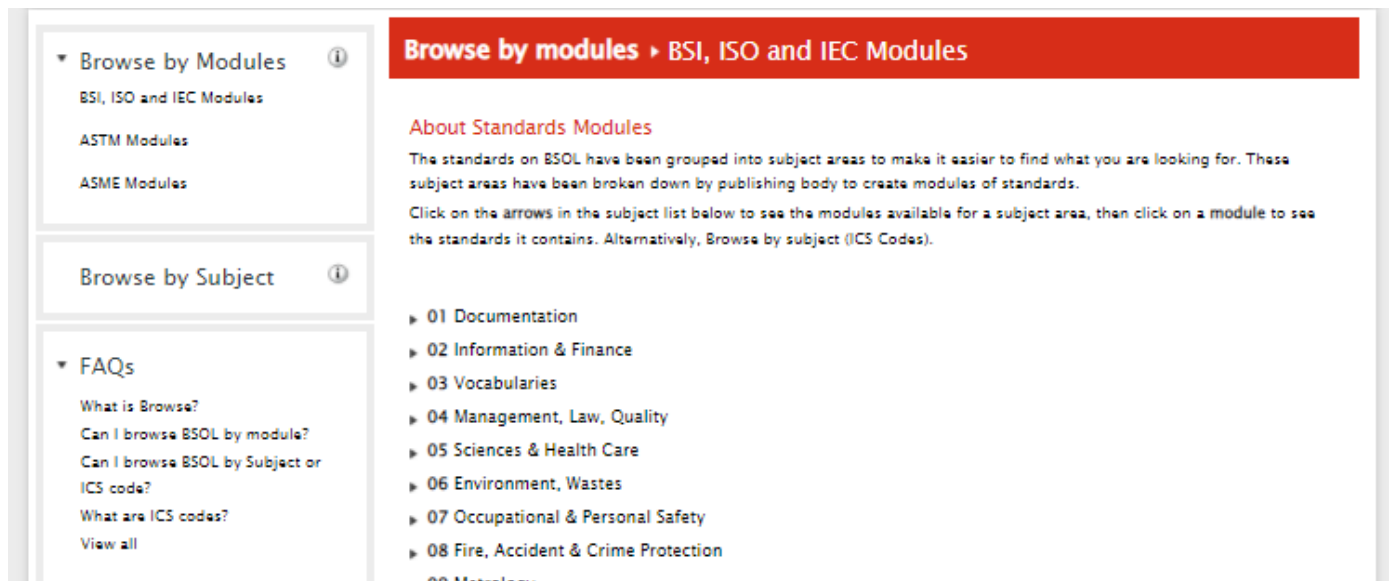 Browse by Modules
BSI, ISO and IEC Modules
ASTM Modules
ASME Modules
Browse by Subject
FAQs
What is Browse?
Can I browse BSOL by module?
Can I browse BSOL by Subject or
ICS code?
What are ICS codes?
View all
Browse by modules ▸ BSI, ISO and IEC Modules
About Standards Modules
The standards on BSOL have been grouped into subject areas to make it easier to find what you are looking for. These
subject areas have been broken down by publishing body to create modules of standards.
Click on the arrows in the subject list below to see the modules available for a subject area, then click on a module to see
the standards it contains. Alternatively, Browse by subject (ICS Codes).
01 Documentation
02 Information & Finance
03 Vocabularies
04 Management, Law, Quality
05 Sciences & Health Care
06 Environment, Wastes
07 Occupational & Personal Safety
08 Fire, Accident & Crime Protection
09 Metrology